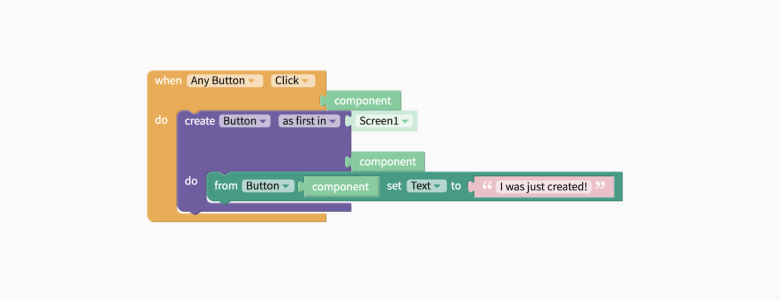 when Any Button Click
component
do create Button as first in Screen1
component
do from Button component set Text to “ I was just created! ”